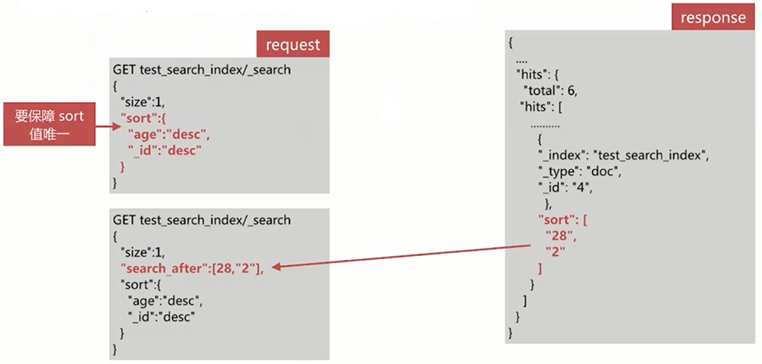 request
GET test_search_index/_search
{
"size":1,
"sort":{
"age":"desc",
"_id":"desc"
}
}
要保障 sort
值唯一
GET test_search_index/_search
{
"size":1,
"search_after":[28,"2"],
"sort":{
"age":"desc",
"_id":"desc"
}
}
response
{
....
"hits": {
"total": 6,
"hits": [
..........
{
"_index": "test_search_index",
"_type": "doc",
"_id": "4",
},
"sort": [
"28",
"2"
]
}
]
}
}